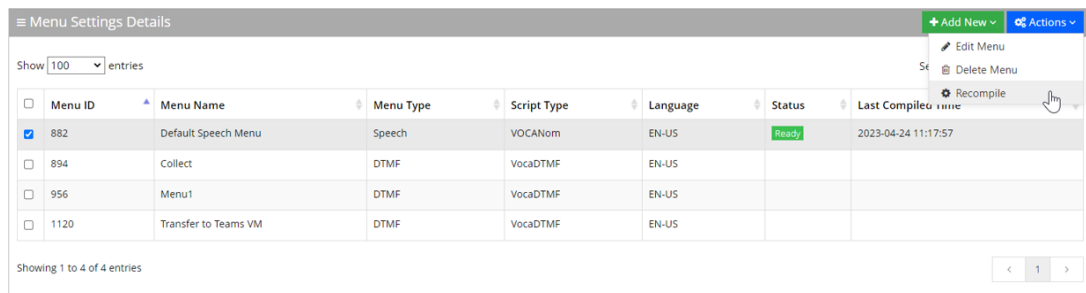 Menu Settings Details
Add New
Actions
Edit Menu
Delete Menu
Recompile
Show 100 entries
Se
Menu ID Menu Name Menu Type Script Type Language Status Last Compiled Time
882 Default Speech Menu Speech VOCANom EN-US Ready 2023-04-24 11:17:57
894 Collect DTMF VocaDTMF EN-US
956 Menu1 DTMF VocaDTMF EN-US
1120 Transfer to Teams VM DTMF VocaDTMF EN-US
Showing 1 to 4 of 4 entries
< 1 >